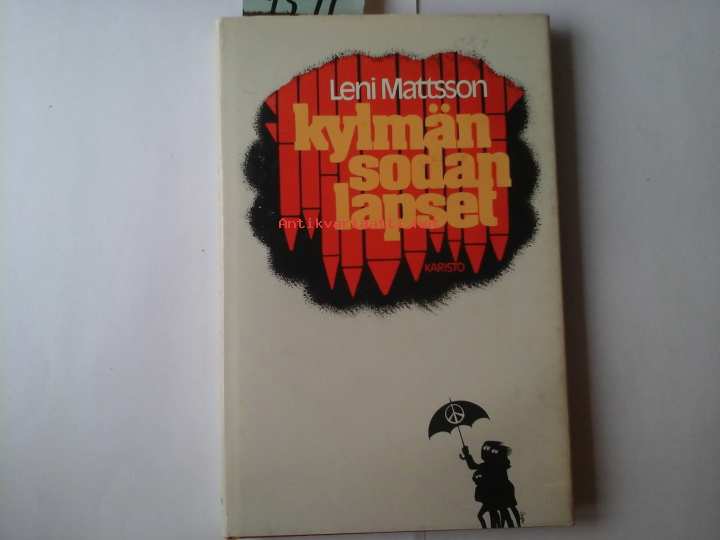 Leni Mattsson
kylmän
sodan
lapset
KARISTO